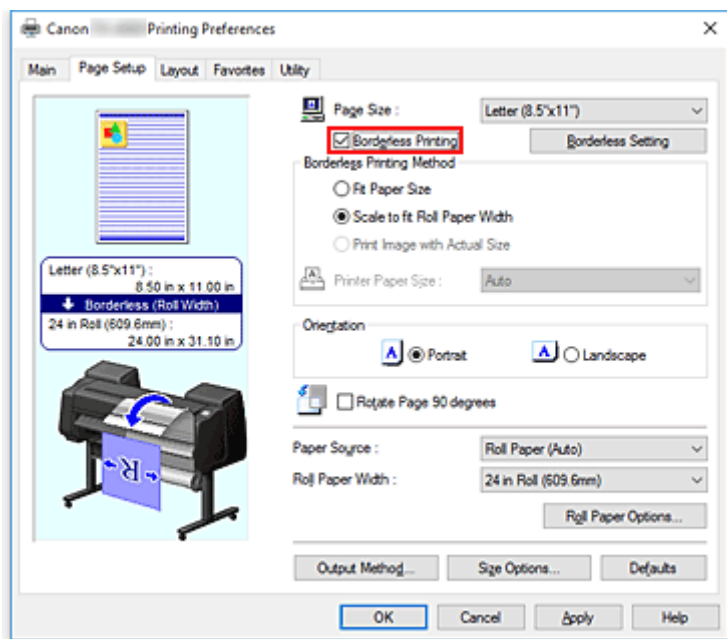 Canon Printing Preferences
Main Page Setup Layout Favorites Utility
Page Size : Letter (8.5"x11")
Borderless Printing Borderless Setting
Borderless Printing Method
Fit Paper Size
Scale to fit Roll Paper Width
Print Image with Actual Size
Printer Paper Size : Auto
Letter (8.5"x11") :
8.50 in x 11.00 in
Borderless (Roll Width)
24 in Roll (609.6mm) :
24.00 in x 31.10 in
R
Orientation
A Portrait A Landscape
Rotate Page 90 degrees
Paper Source : Roll Paper (Auto)
Roll Paper Width : 24 in Roll (609.6mm)
Roll Paper Options...
Output Method... Size Options... Defaults
OK Cancel Apply Help